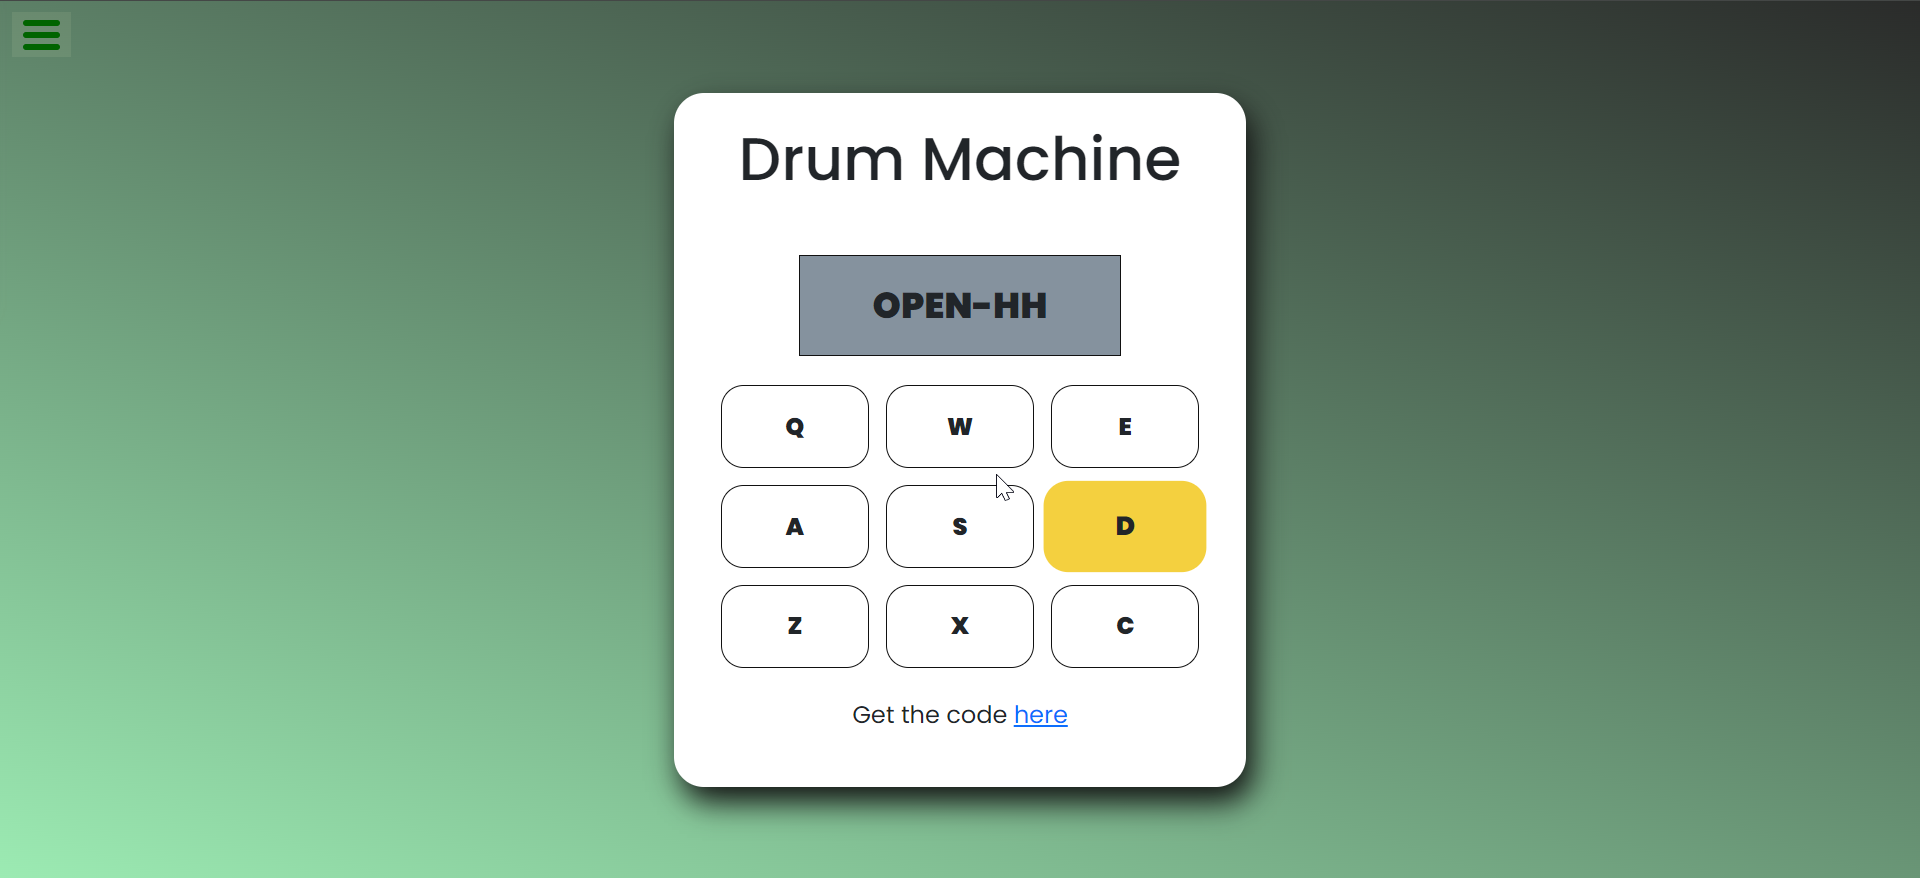 Drum Machine
OPEN-HH
Q W E
A S D
Z X C
Get the code here